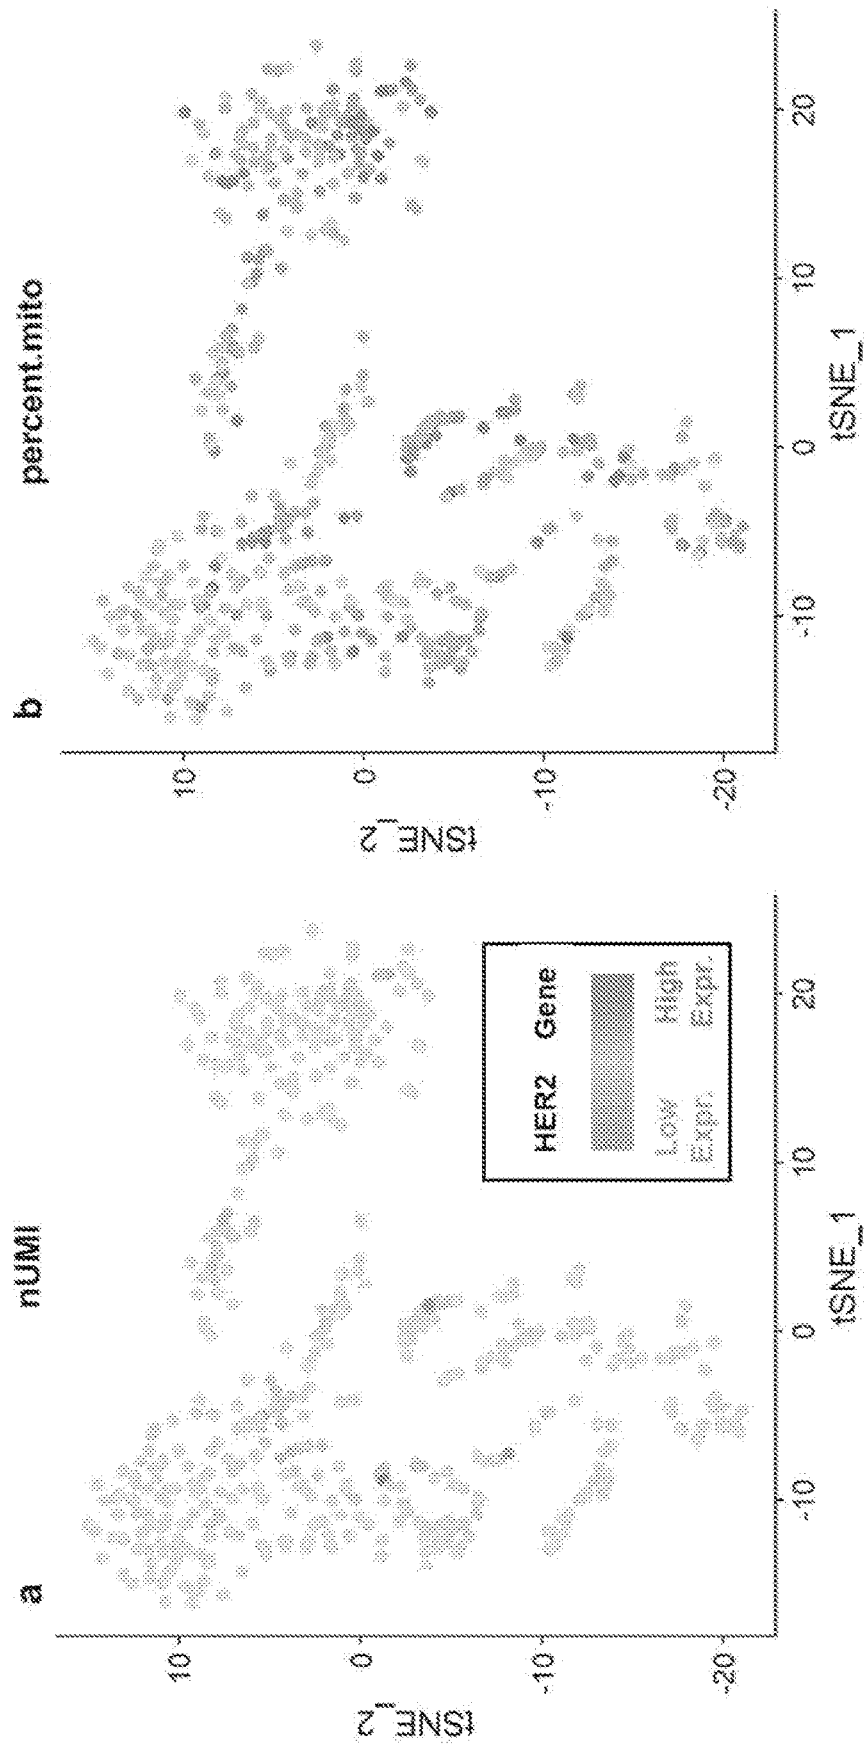 a
nUMI
10
0
-10
-20
tSNE_2
-10
0
10
20
tSNE_1
HER2 Gene
Low Expr.
High Expr.
b
percent.mito
10
0
-10
-20
tSNE_2
-10
0
10
20
tSNE_1